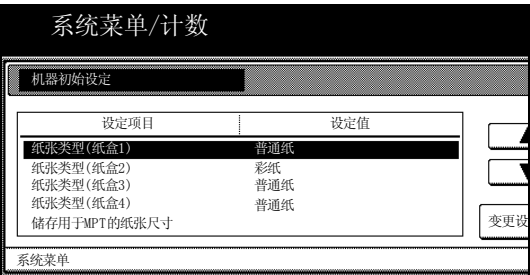 系统菜单/计数
机器初始设定
设定项目 设定值
纸张类型(纸盒1) 普通纸
纸张类型(纸盒2) 彩纸
纸张类型(纸盒3) 普通纸
纸张类型(纸盒4) 普通纸
储存用于MPT的纸张尺寸
变更设
系统菜单